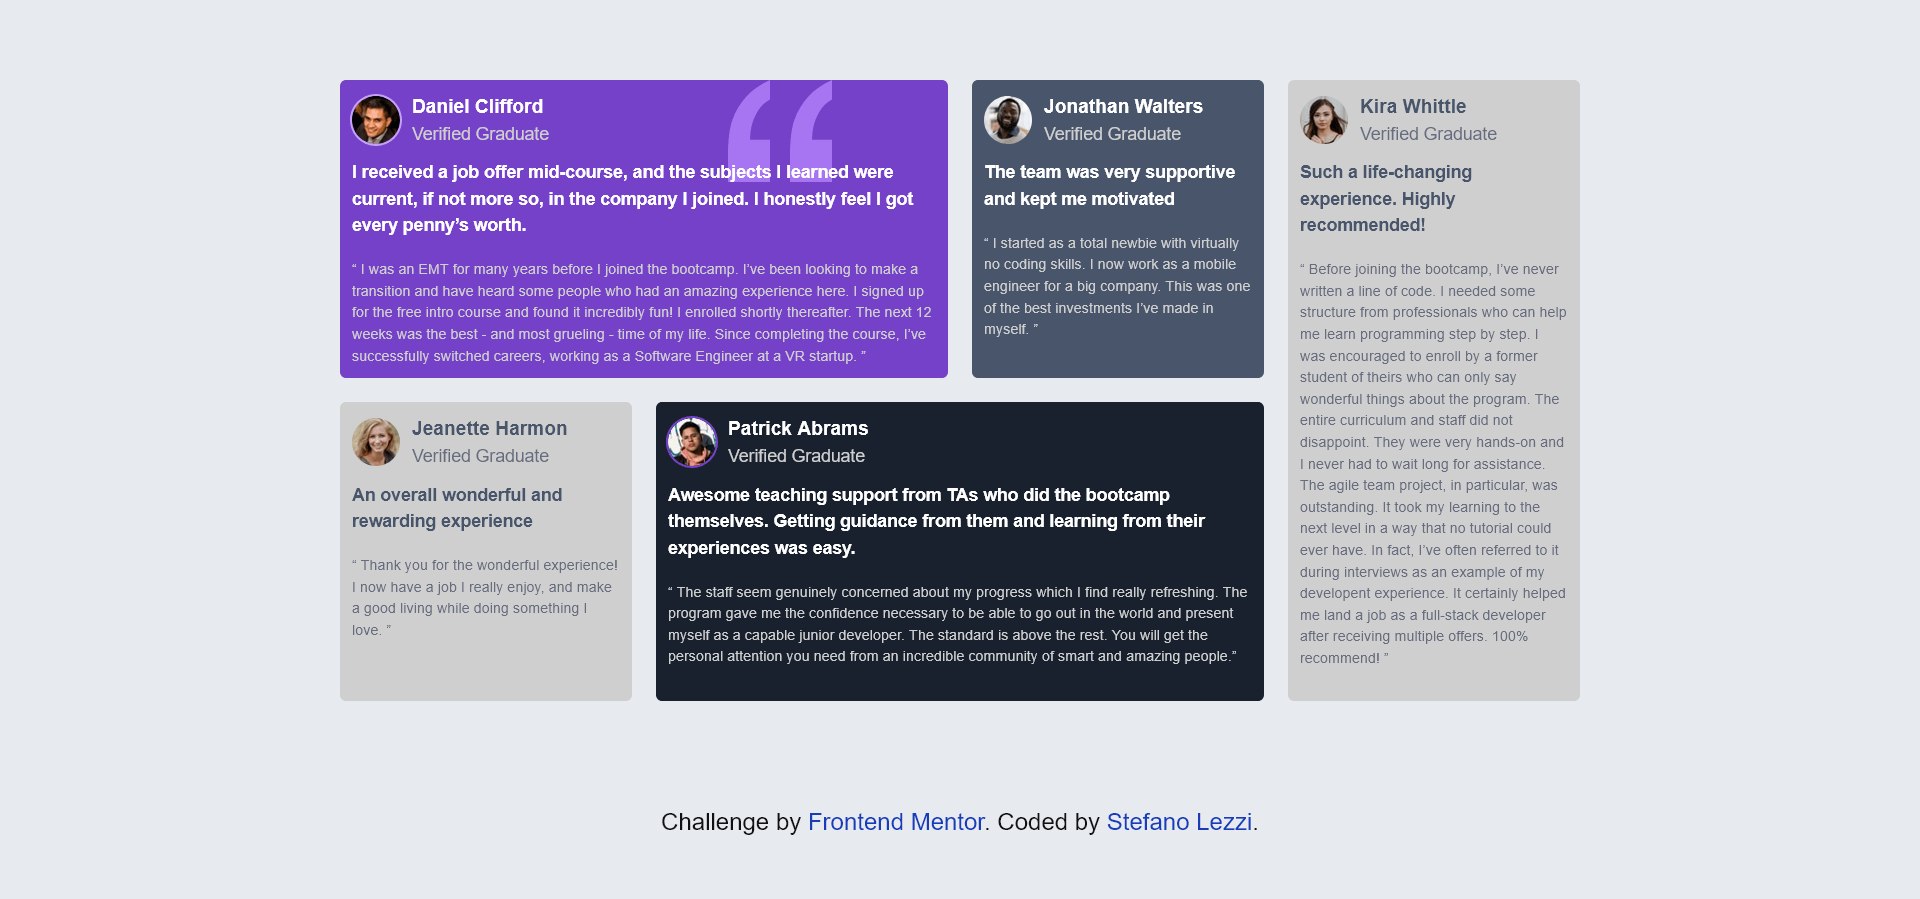 Daniel Clifford
Verified Graduate
I received a job offer mid-course, and the subjects I learned were
current, if not more so, in the company I joined. I honestly feel I got
every penny’s worth.
“ I was an EMT for many years before I joined the bootcamp. I’ve been looking to make a
transition and have heard some people who had an amazing experience here. I signed up
for the free intro course and found it incredibly fun! I enrolled shortly thereafter. The next 12
weeks was the best - and most grueling - time of my life. Since completing the course, I’ve
successfully switched careers, working as a Software Engineer at a VR startup. ”
Jonathan Walters
Verified Graduate
The team was very supportive
and kept me motivated
“ I started as a total newbie with virtually
no coding skills. I now work as a mobile
engineer for a big company. This was one
of the best investments I’ve made in
myself. ”
Kira Whittle
Verified Graduate
Such a life-changing
experience. Highly
recommended!
“ Before joining the bootcamp, I’ve never
written a line of code. I needed some
structure from professionals who can help
me learn programming step by step. I
was encouraged to enroll by a former
student of theirs who can only say
wonderful things about the program. The
entire curriculum and staff did not
disappoint. They were very hands-on and
I never had to wait long for assistance.
The agile team project, in particular, was
outstanding. It took my learning to the
next level in a way that no tutorial could
ever have. In fact, I’ve often referred to it
during interviews as an example of my
developent experience. It certainly helped
me land a job as a full-stack developer
after receiving multiple offers. 100%
recommend! ”
Jeanette Harmon
Verified Graduate
An overall wonderful and
rewarding experience
“ Thank you for the wonderful experience!
I now have a job I really enjoy, and make
a good living while doing something I
love. ”
Patrick Abrams
Verified Graduate
Awesome teaching support from TAs who did the bootcamp
themselves. Getting guidance from them and learning from their
experiences was easy.
“ The staff seem genuinely concerned about my progress which I find really refreshing. The
program gave me the confidence necessary to be able to go out in the world and present
myself as a capable junior developer. The standard is above the rest. You will get the
personal attention you need from an incredible community of smart and amazing people.”
Challenge by Frontend Mentor. Coded by Stefano Lezzi.